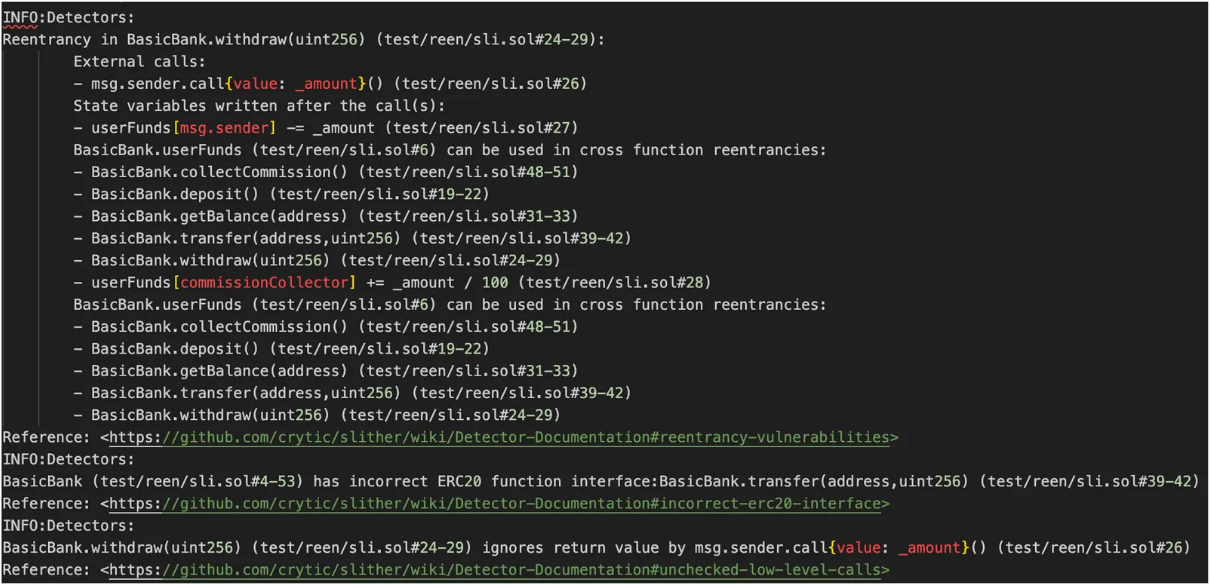 INFO:Detectors:
Reentrancy in BasicBank.withdraw(uint256) (test/reen/sli.sol#24-29):
External calls:
- msg.sender.call{value: _amount}() (test/reen/sli.sol#26)
State variables written after the call(s):
- userFunds[msg.sender] -= _amount (test/reen/sli.sol#27)
BasicBank.userFunds (test/reen/sli.sol#6) can be used in cross function reentrancies:
- BasicBank.collectCommission() (test/reen/sli.sol#48-51)
- BasicBank.deposit() (test/reen/sli.sol#19-22)
- BasicBank.getBalance(address) (test/reen/sli.sol#31-33)
- BasicBank.transfer(address,uint256) (test/reen/sli.sol#39-42)
- BasicBank.withdraw(uint256) (test/reen/sli.sol#24-29)
- userFunds[commissionCollector] += _amount / 100 (test/reen/sli.sol#28)
BasicBank.userFunds (test/reen/sli.sol#6) can be used in cross function reentrancies:
- BasicBank.collectCommission() (test/reen/sli.sol#48-51)
- BasicBank.deposit() (test/reen/sli.sol#19-22)
- BasicBank.getBalance(address) (test/reen/sli.sol#31-33)
- BasicBank.transfer(address,uint256) (test/reen/sli.sol#39-42)
- BasicBank.withdraw(uint256) (test/reen/sli.sol#24-29)
Reference: <https://github.com/crytic/slither/wiki/Detector-Documentation#reentrancy-vulnerabilities>
INFO:Detectors:
BasicBank (test/reen/sli.sol#4-53) has incorrect ERC20 function interface:BasicBank.transfer(address,uint256) (test/reen/sli.sol#39-42)
Reference: <https://github.com/crytic/slither/wiki/Detector-Documentation#incorrect-erc20-interface>
INFO:Detectors:
BasicBank.withdraw(uint256) (test/reen/sli.sol#24-29) ignores return value by msg.sender.call{value: _amount}() (test/reen/sli.sol#26)
Reference: <https://github.com/crytic/slither/wiki/Detector-Documentation#unchecked-low-level-calls>